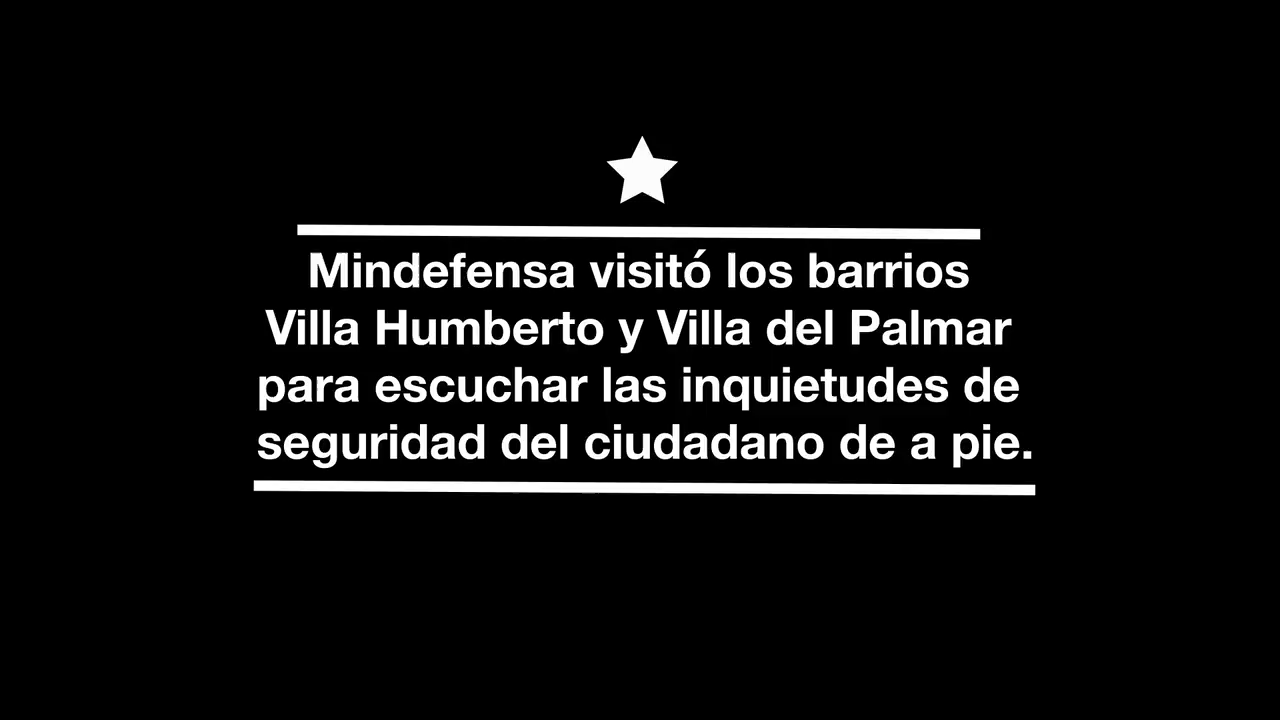 Mindefensa visitó los barrios
Villa Humberto y Villa del Palmar
para escuchar las inquietudes de
seguridad del ciudadano de a pie.